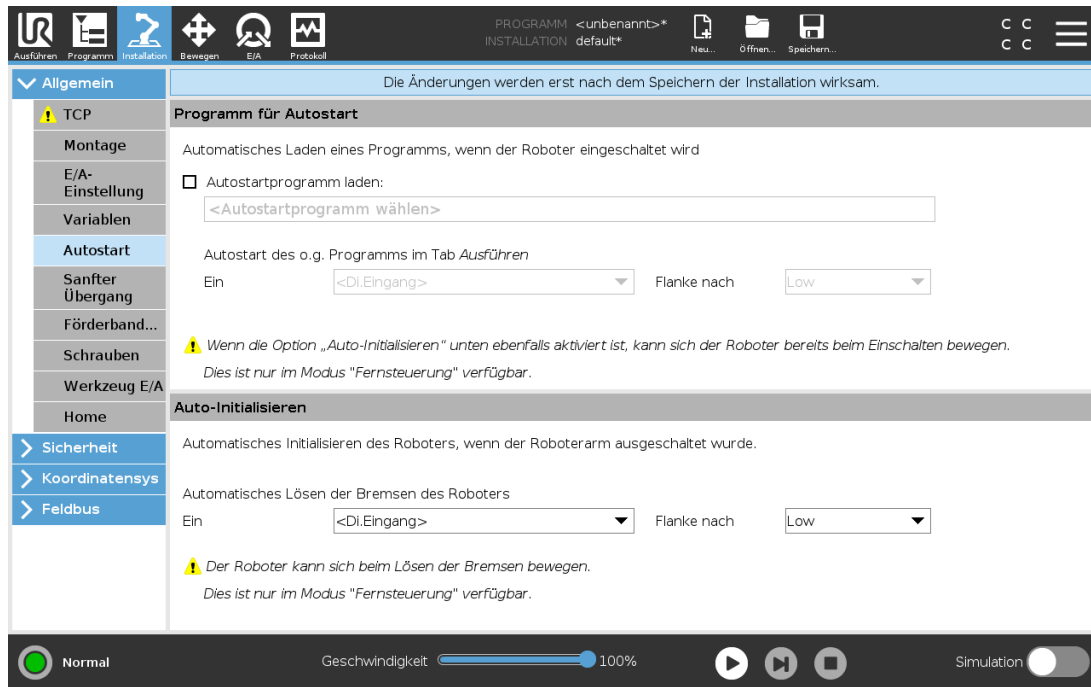 PROGRAMM <unbenannt>*
INSTALLATION default*
Ausführen Programm Installation Bewegen E/A Protokoll
Neu... Öffnen... Speichern...
C C
C C
Allgemein
Die Änderungen werden erst nach dem Speichern der Installation wirksam.
TCP
Montage
E/A-
Einstellung
Variablen
Autostart
Sanfter
Übergang
Förderband...
Schrauben
Werkzeug E/A
Home
Sicherheit
Koordinatensys
Feldbus
Programm für Autostart
Automatisches Laden eines Programms, wenn der Roboter eingeschaltet wird
Autostartprogramm laden:
<Autostartprogramm wählen>
Autostart des o.g. Programms im Tab Ausführen
Ein <Di.Eingang> Flanke nach Low
Wenn die Option „Auto-Initialisieren“ unten ebenfalls aktiviert ist, kann sich der Roboter bereits beim Einschalten bewegen.
Dies ist nur im Modus "Fernsteuerung" verfügbar.
Auto-Initialisieren
Automatisches Initialisieren des Roboters, wenn der Roboterarm ausgeschaltet wurde.
Automatisches Lösen der Bremsen des Roboters
Ein <Di.Eingang> Flanke nach Low
Der Roboter kann sich beim Lösen der Bremsen bewegen.
Dies ist nur im Modus "Fernsteuerung" verfügbar.
Normal
Geschwindigkeit 100%
Simulation